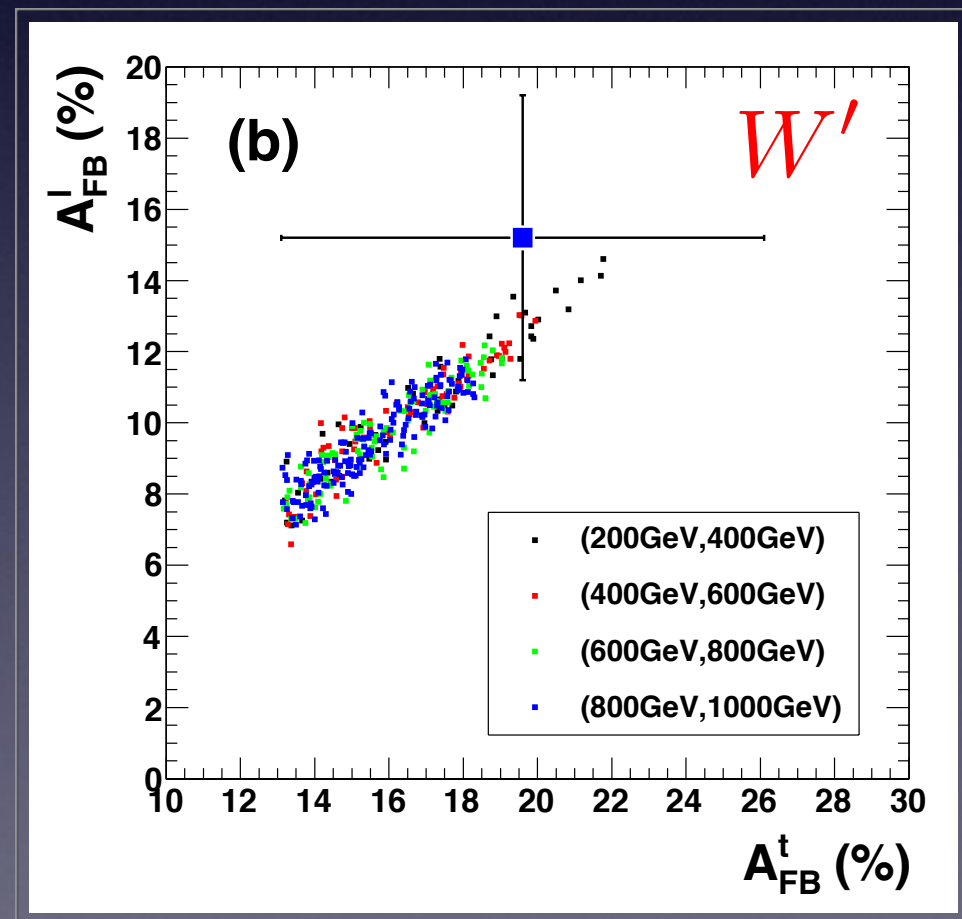 (b)
W′
A^l_FB (%)
20
18
16
14
12
10
8
6
4
2
0
(200GeV,400GeV)
(400GeV,600GeV)
(600GeV,800GeV)
(800GeV,1000GeV)
10 12 14 16 18 20 22 24 26 28 30
A^t_FB (%)